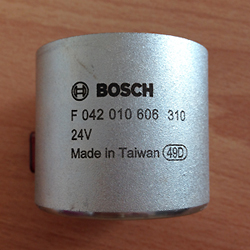 BOSCH
F 042 010 606 310
24V
Made in Taiwan 49D